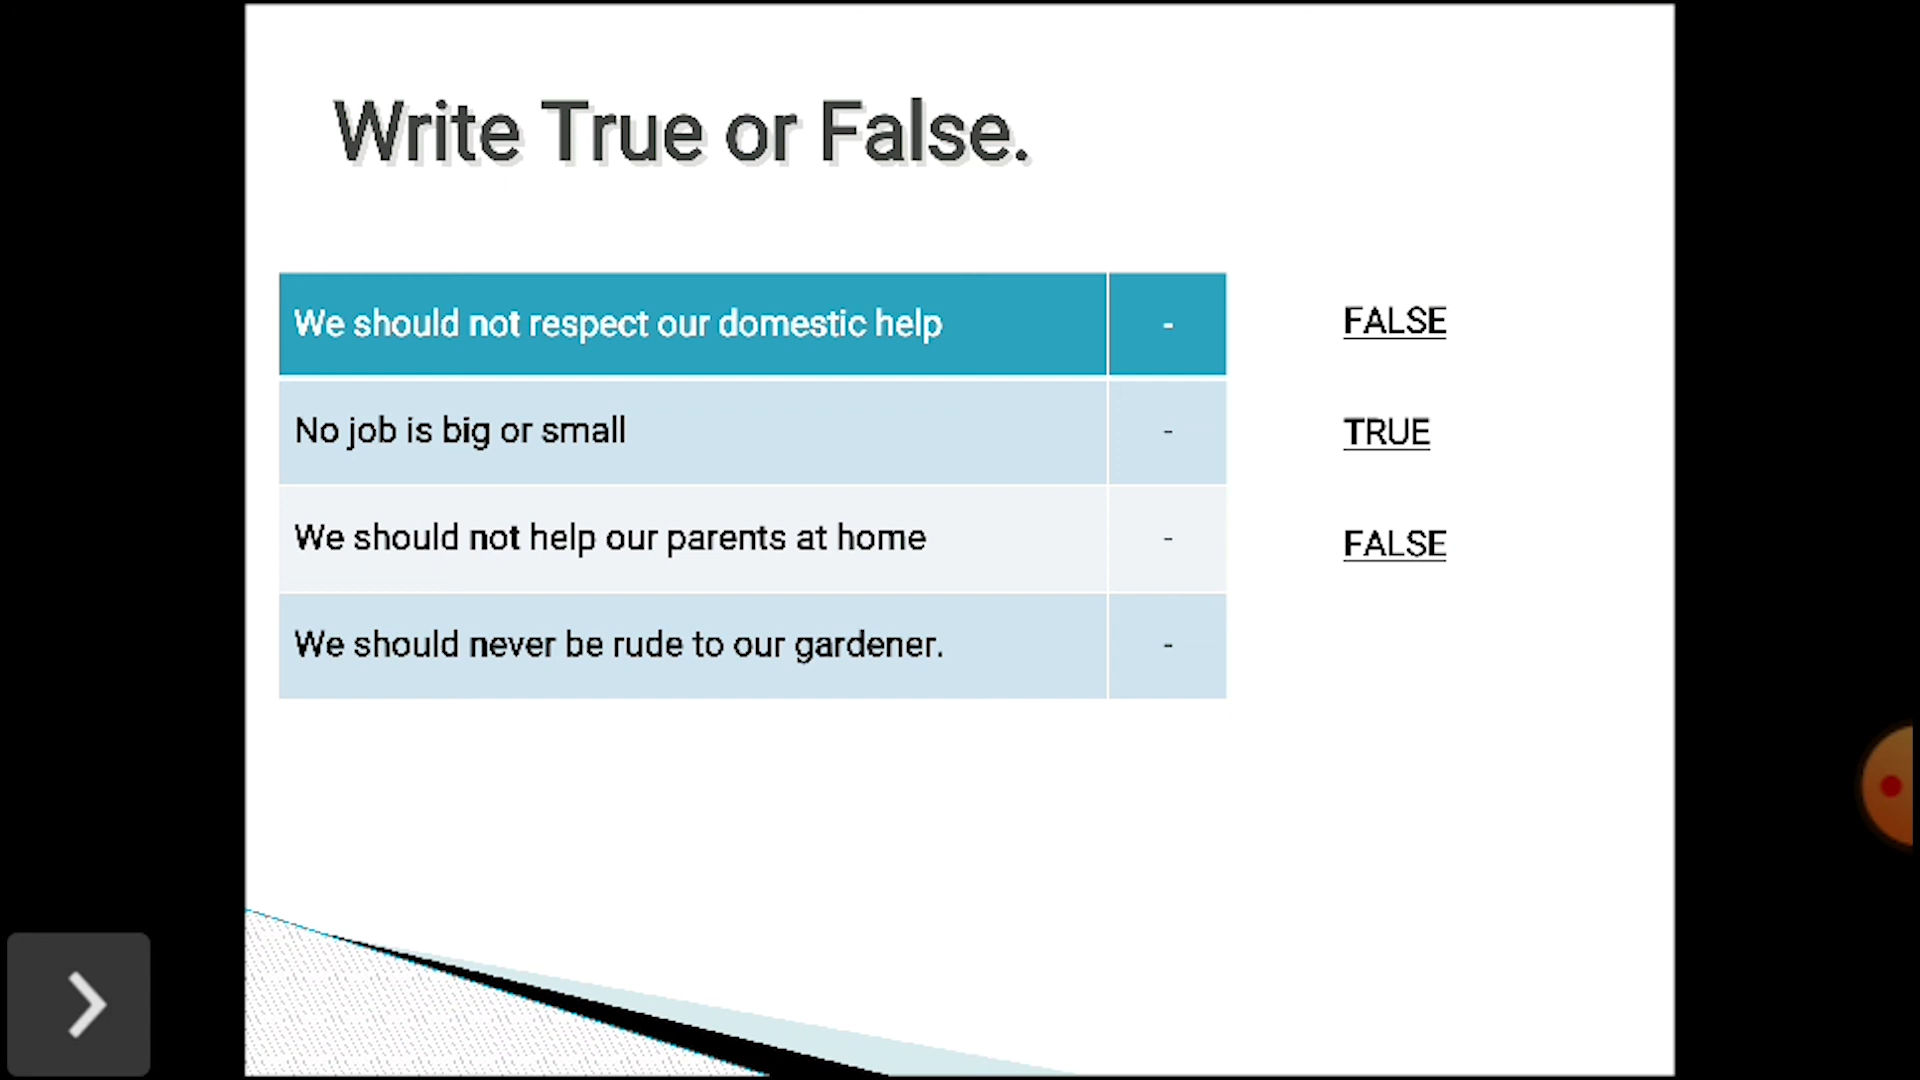 Write True or False.
We should not respect our domestic help - FALSE
No job is big or small - TRUE
We should not help our parents at home - FALSE
We should never be rude to our gardener. -